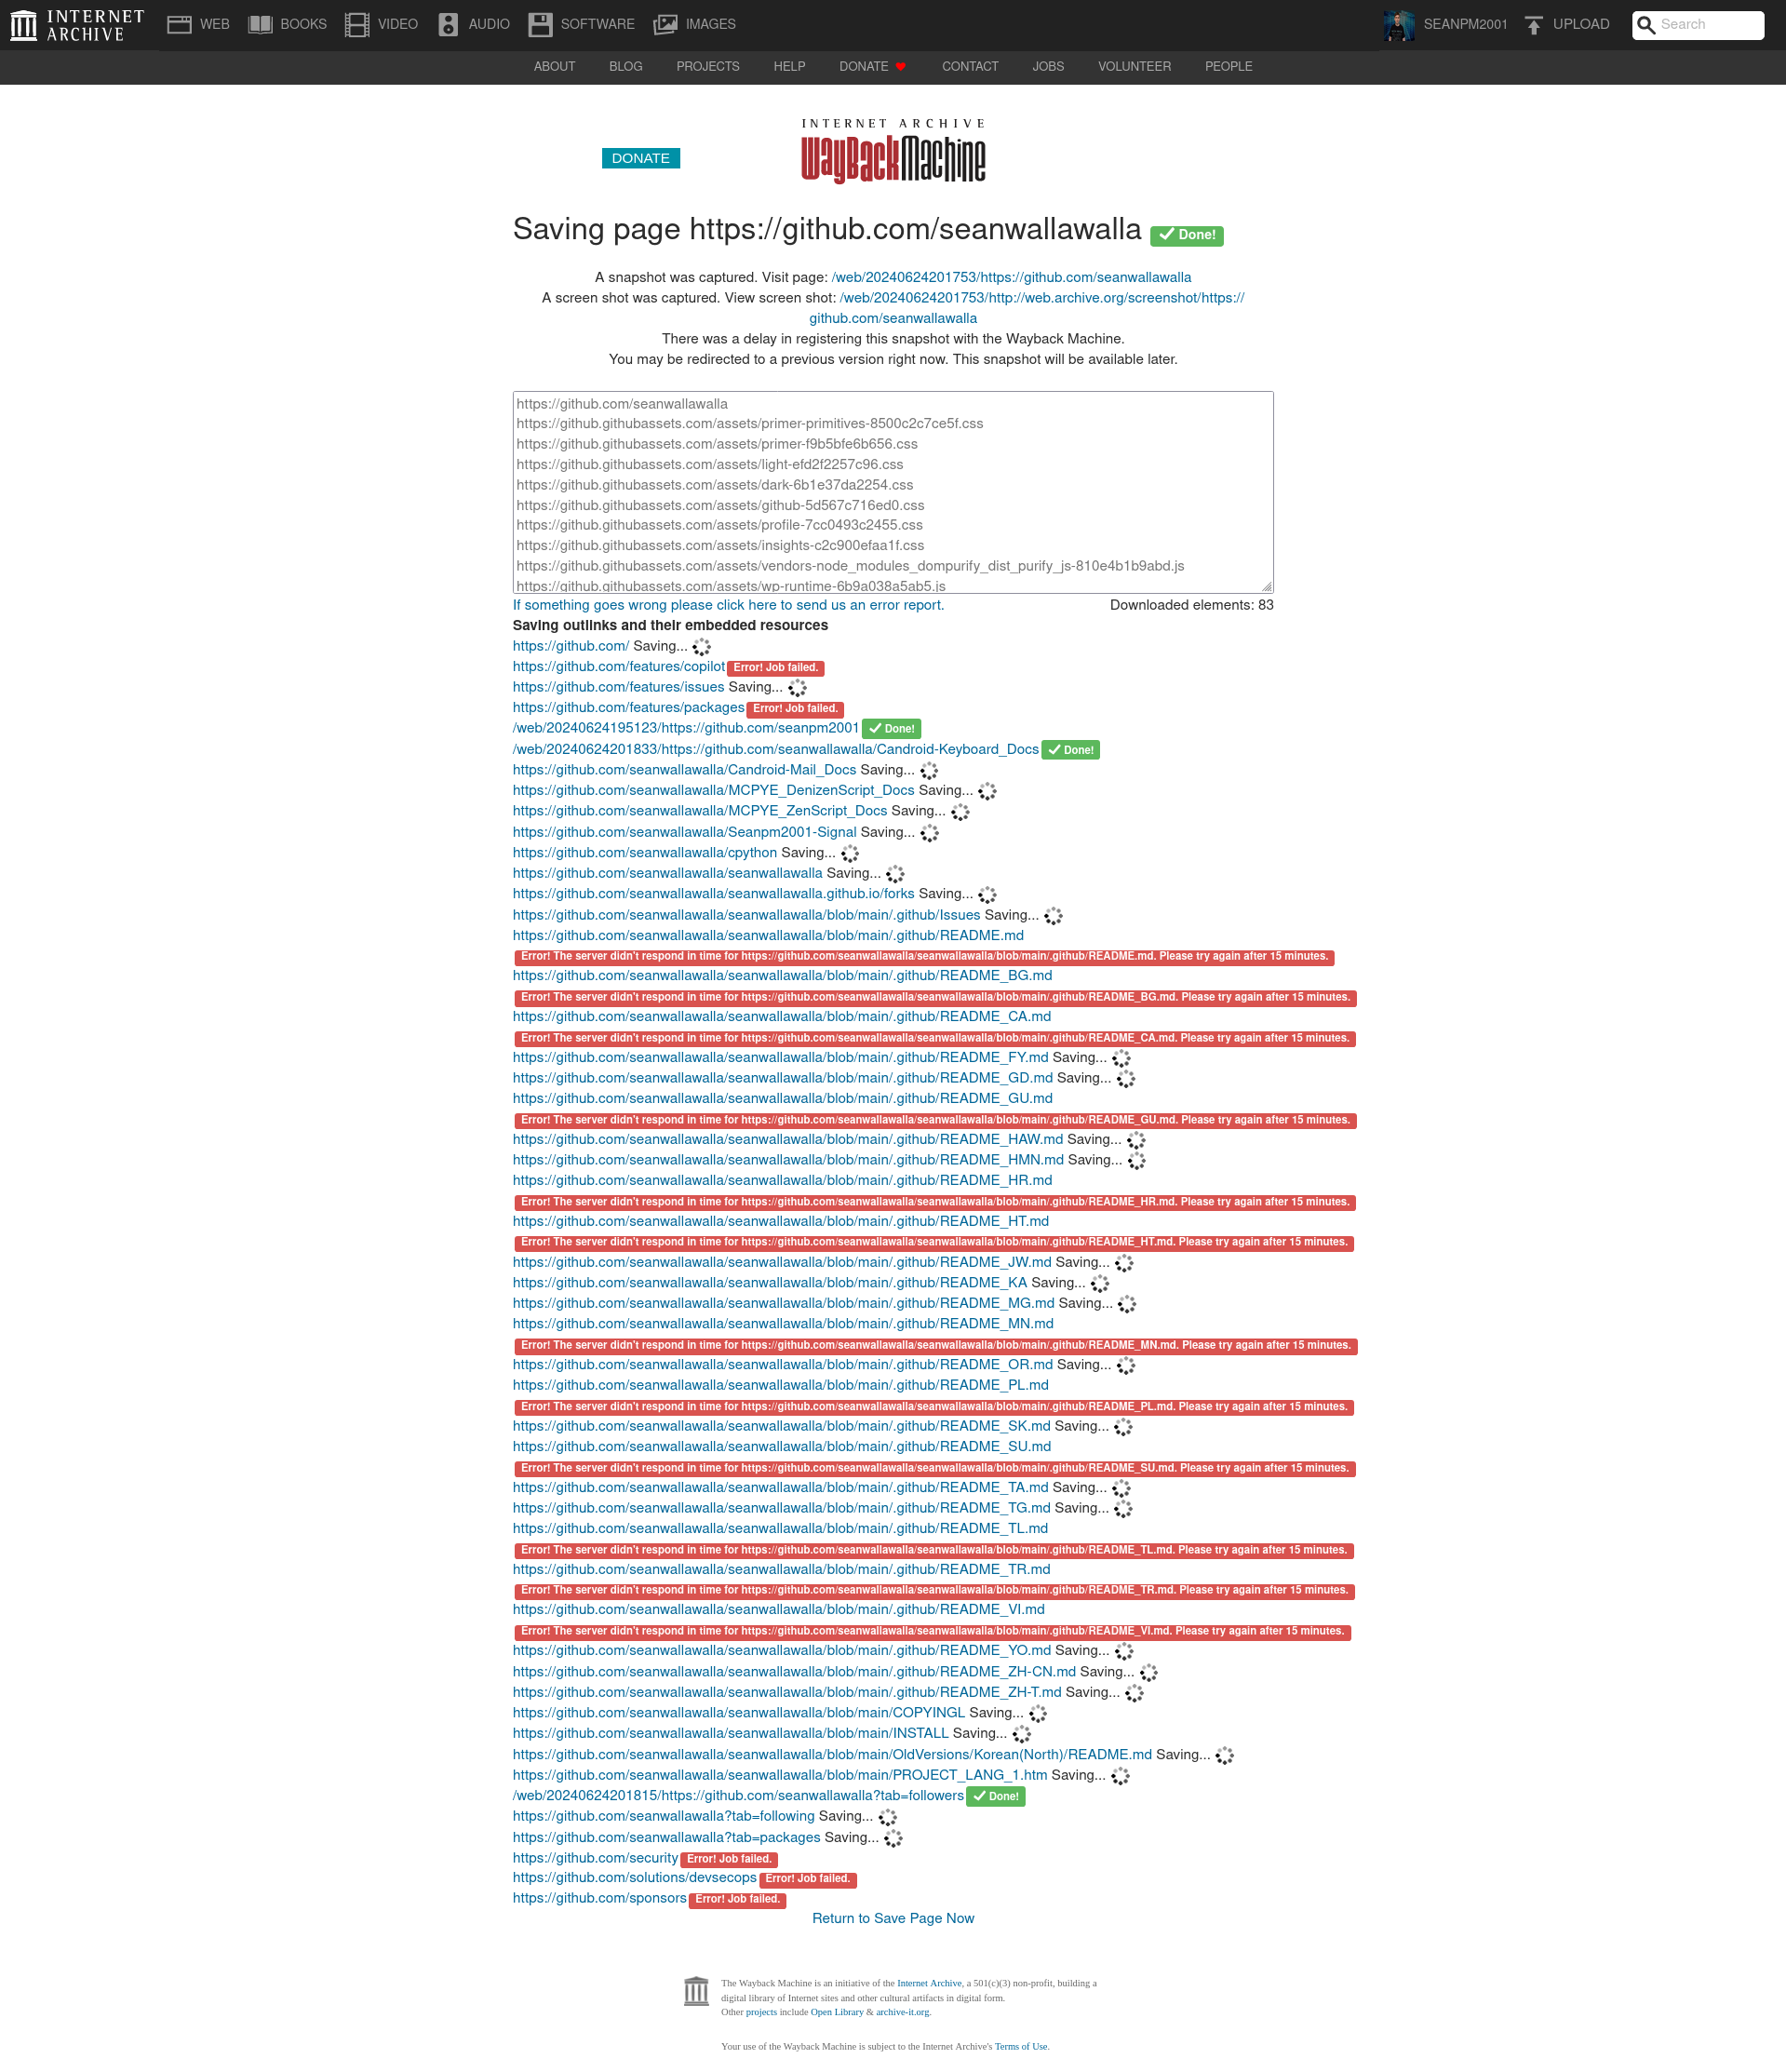 INTERNET ARCHIVE
WEB BOOKS VIDEO AUDIO SOFTWARE IMAGES SEANPM2001 UPLOAD Search
ABOUT BLOG PROJECTS HELP DONATE CONTACT JOBS VOLUNTEER PEOPLE
INTERNET ARCHIVE
DONATE WayBackMachine
Saving page https://github.com/seanwallawalla Done!
A snapshot was captured. Visit page: /web/20240624201753/https://github.com/seanwallawalla
A screen shot was captured. View screen shot: /web/20240624201753/http://web.archive.org/screenshot/https://
github.com/seanwallawalla
There was a delay in registering this snapshot with the Wayback Machine.
You may be redirected to a previous version right now. This snapshot will be available later.
https://github.com/seanwallawalla
https://github.githubassets.com/assets/primer-primitives-8500c2c7ce5f.css
https://github.githubassets.com/assets/primer-f9b5bfe6b656.css
https://github.githubassets.com/assets/light-efd2f2257c96.css
https://github.githubassets.com/assets/dark-6b1e37da2254.css
https://github.githubassets.com/assets/github-5d567c716ed0.css
https://github.githubassets.com/assets/profile-7cc0493c2455.css
https://github.githubassets.com/assets/insights-c2c900efaa1f.css
https://github.githubassets.com/assets/vendors-node_modules_dompurify_dist_purify_js-810e4b1b9abd.js
https://github.githubassets.com/assets/wp-runtime-6b9a038a5ab5.js
If something goes wrong please click here to send us an error report. Downloaded elements: 83
Saving outlinks and their embedded resources
https://github.com/ Saving...
https://github.com/features/copilot Error! Job failed.
https://github.com/features/issues Saving...
https://github.com/features/packages Error! Job failed.
/web/20240624195123/https://github.com/seanpm2001 Done!
/web/20240624201833/https://github.com/seanwallawalla/Candroid-Keyboard_Docs Done!
https://github.com/seanwallawalla/Candroid-Mail_Docs Saving...
https://github.com/seanwallawalla/MCPYE_DenizenScript_Docs Saving...
https://github.com/seanwallawalla/MCPYE_ZenScript_Docs Saving...
https://github.com/seanwallawalla/Seanpm2001-Signal Saving...
https://github.com/seanwallawalla/cpython Saving...
https://github.com/seanwallawalla/seanwallawalla Saving...
https://github.com/seanwallawalla/seanwallawalla.github.io/forks Saving...
https://github.com/seanwallawalla/seanwallawalla/blob/main/.github/Issues Saving...
https://github.com/seanwallawalla/seanwallawalla/blob/main/.github/README.md
Error! The server didn't respond in time for https://github.com/seanwallawalla/seanwallawalla/blob/main/.github/README.md. Please try again after 15 minutes.
https://github.com/seanwallawalla/seanwallawalla/blob/main/.github/README_BG.md
Error! The server didn't respond in time for https://github.com/seanwallawalla/seanwallawalla/blob/main/.github/README_BG.md. Please try again after 15 minutes.
https://github.com/seanwallawalla/seanwallawalla/blob/main/.github/README_CA.md
Error! The server didn't respond in time for https://github.com/seanwallawalla/seanwallawalla/blob/main/.github/README_CA.md. Please try again after 15 minutes.
https://github.com/seanwallawalla/seanwallawalla/blob/main/.github/README_FY.md Saving...
https://github.com/seanwallawalla/seanwallawalla/blob/main/.github/README_GD.md Saving...
https://github.com/seanwallawalla/seanwallawalla/blob/main/.github/README_GU.md
Error! The server didn't respond in time for https://github.com/seanwallawalla/seanwallawalla/blob/main/.github/README_GU.md. Please try again after 15 minutes.
https://github.com/seanwallawalla/seanwallawalla/blob/main/.github/README_HAW.md Saving...
https://github.com/seanwallawalla/seanwallawalla/blob/main/.github/README_HMN.md Saving...
https://github.com/seanwallawalla/seanwallawalla/blob/main/.github/README_HR.md
Error! The server didn't respond in time for https://github.com/seanwallawalla/seanwallawalla/blob/main/.github/README_HR.md. Please try again after 15 minutes.
https://github.com/seanwallawalla/seanwallawalla/blob/main/.github/README_HT.md
Error! The server didn't respond in time for https://github.com/seanwallawalla/seanwallawalla/blob/main/.github/README_HT.md. Please try again after 15 minutes.
https://github.com/seanwallawalla/seanwallawalla/blob/main/.github/README_JW.md Saving...
https://github.com/seanwallawalla/seanwallawalla/blob/main/.github/README_KA Saving...
https://github.com/seanwallawalla/seanwallawalla/blob/main/.github/README_MG.md Saving...
https://github.com/seanwallawalla/seanwallawalla/blob/main/.github/README_MN.md
Error! The server didn't respond in time for https://github.com/seanwallawalla/seanwallawalla/blob/main/.github/README_MN.md. Please try again after 15 minutes.
https://github.com/seanwallawalla/seanwallawalla/blob/main/.github/README_OR.md Saving...
https://github.com/seanwallawalla/seanwallawalla/blob/main/.github/README_PL.md
Error! The server didn't respond in time for https://github.com/seanwallawalla/seanwallawalla/blob/main/.github/README_PL.md. Please try again after 15 minutes.
https://github.com/seanwallawalla/seanwallawalla/blob/main/.github/README_SK.md Saving...
https://github.com/seanwallawalla/seanwallawalla/blob/main/.github/README_SU.md
Error! The server didn't respond in time for https://github.com/seanwallawalla/seanwallawalla/blob/main/.github/README_SU.md. Please try again after 15 minutes.
https://github.com/seanwallawalla/seanwallawalla/blob/main/.github/README_TA.md Saving...
https://github.com/seanwallawalla/seanwallawalla/blob/main/.github/README_TG.md Saving...
https://github.com/seanwallawalla/seanwallawalla/blob/main/.github/README_TL.md
Error! The server didn't respond in time for https://github.com/seanwallawalla/seanwallawalla/blob/main/.github/README_TL.md. Please try again after 15 minutes.
https://github.com/seanwallawalla/seanwallawalla/blob/main/.github/README_TR.md
Error! The server didn't respond in time for https://github.com/seanwallawalla/seanwallawalla/blob/main/.github/README_TR.md. Please try again after 15 minutes.
https://github.com/seanwallawalla/seanwallawalla/blob/main/.github/README_VI.md
Error! The server didn't respond in time for https://github.com/seanwallawalla/seanwallawalla/blob/main/.github/README_VI.md. Please try again after 15 minutes.
https://github.com/seanwallawalla/seanwallawalla/blob/main/.github/README_YO.md Saving...
https://github.com/seanwallawalla/seanwallawalla/blob/main/.github/README_ZH-CN.md Saving...
https://github.com/seanwallawalla/seanwallawalla/blob/main/.github/README_ZH-T.md Saving...
https://github.com/seanwallawalla/seanwallawalla/blob/main/COPYINGL Saving...
https://github.com/seanwallawalla/seanwallawalla/blob/main/INSTALL Saving...
https://github.com/seanwallawalla/seanwallawalla/blob/main/OldVersions/Korean(North)/README.md Saving...
https://github.com/seanwallawalla/seanwallawalla/blob/main/PROJECT_LANG_1.htm Saving...
/web/20240624201815/https://github.com/seanwallawalla?tab=followers Done!
https://github.com/seanwallawalla?tab=following Saving...
https://github.com/seanwallawalla?tab=packages Saving...
https://github.com/security Error! Job failed.
https://github.com/solutions/devsecops Error! Job failed.
https://github.com/sponsors Error! Job failed.
Return to Save Page Now
The Wayback Machine is an initiative of the Internet Archive, a 501(c)(3) non-profit, building a
digital library of Internet sites and other cultural artifacts in digital form.
Other projects include Open Library & archive-it.org.
Your use of the Wayback Machine is subject to the Internet Archive's Terms of Use.